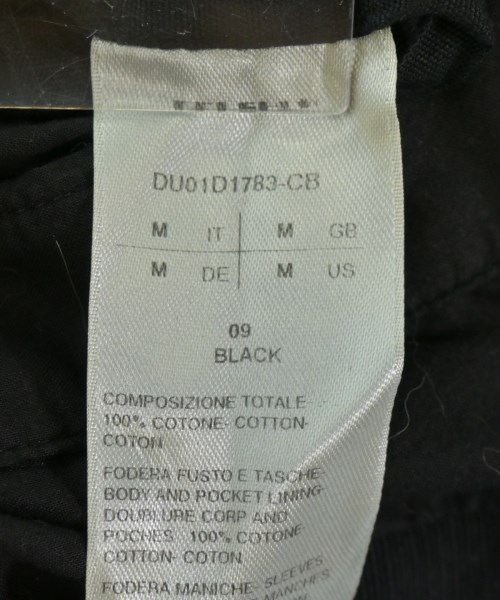 DU01D1783-CB
M IT M GB
M DE M US
09
BLACK
COMPOSIZIONE TOTALE-
100% COTONE- COTTON-
COTON
FODERA FUSTO E TASCHE-
BODY AND POCKET LINING-
DOUBLURE CORP AND
POCHES 100% COTONE-
COTTON- COTON
FODERA MANICHE- SLEEVES
MANCHES